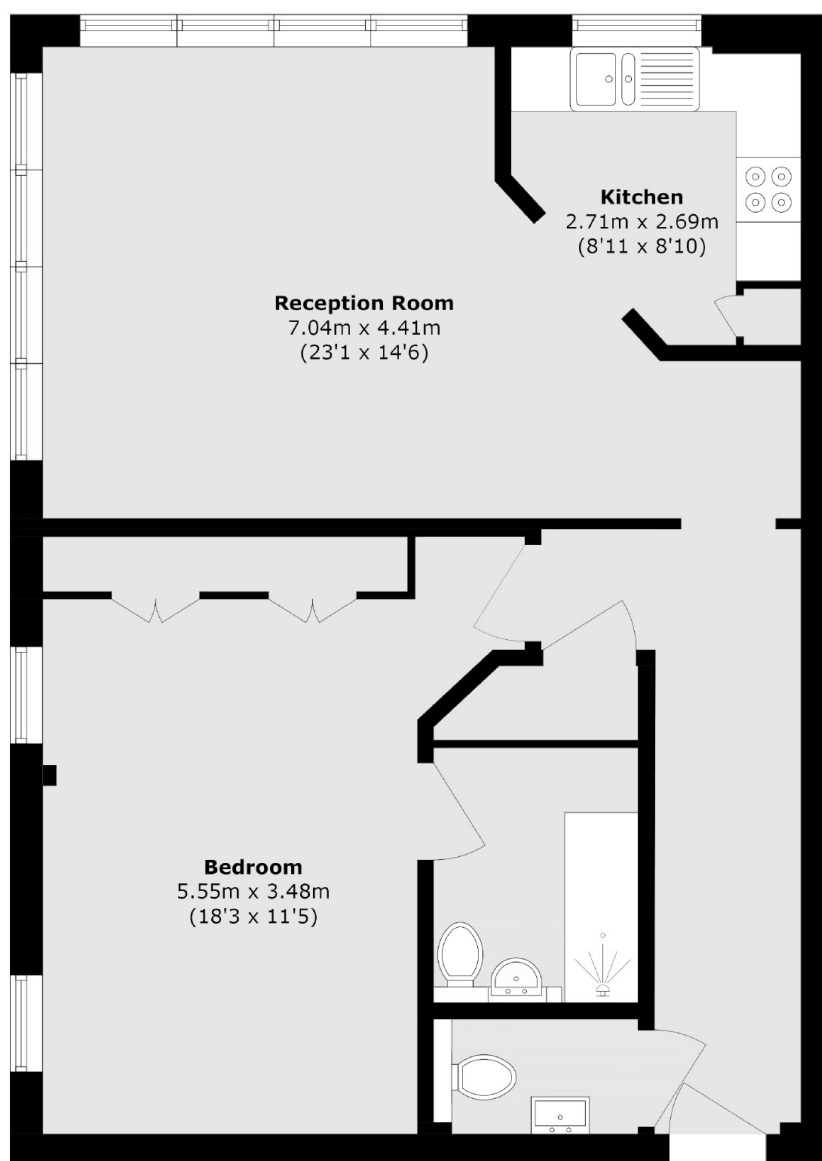 Kitchen
2.71m x 2.69m
(8'11 x 8'10)
Reception Room
7.04m x 4.41m
(23'1 x 14'6)
Bedroom
5.55m x 3.48m
(18'3 x 11'5)